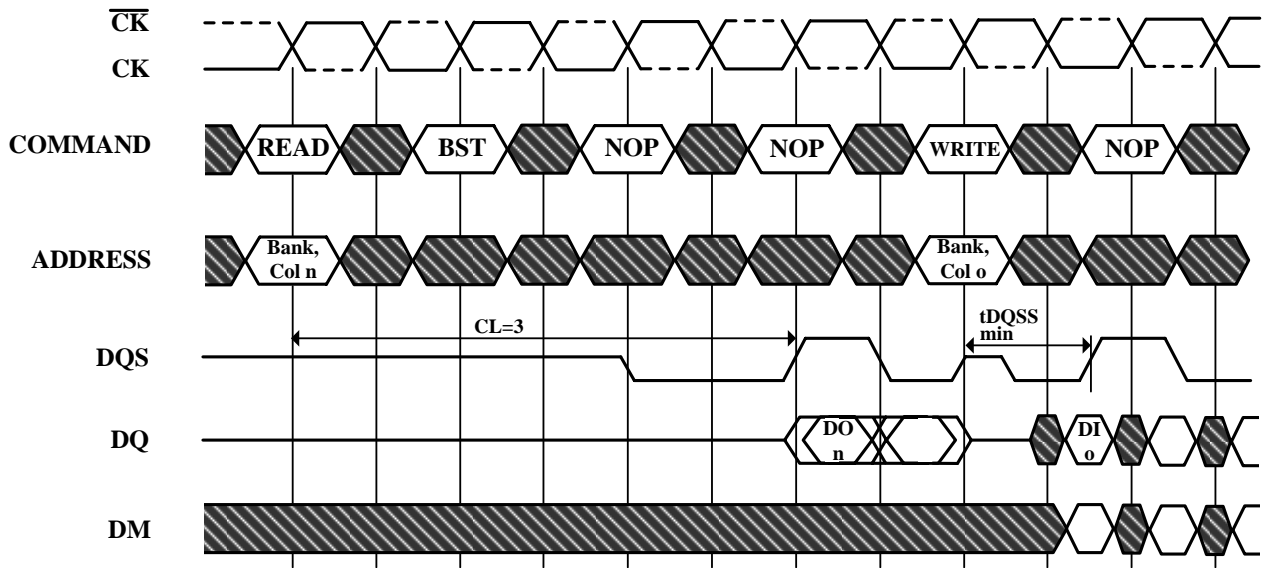 CK
CK
COMMAND
READ
BST
NOP
NOP
WRITE
NOP
ADDRESS
Bank,
Col n
Bank,
Col o
DQS
CL=3
tDQSS
min
DQ
DO
n
DI
o
DM